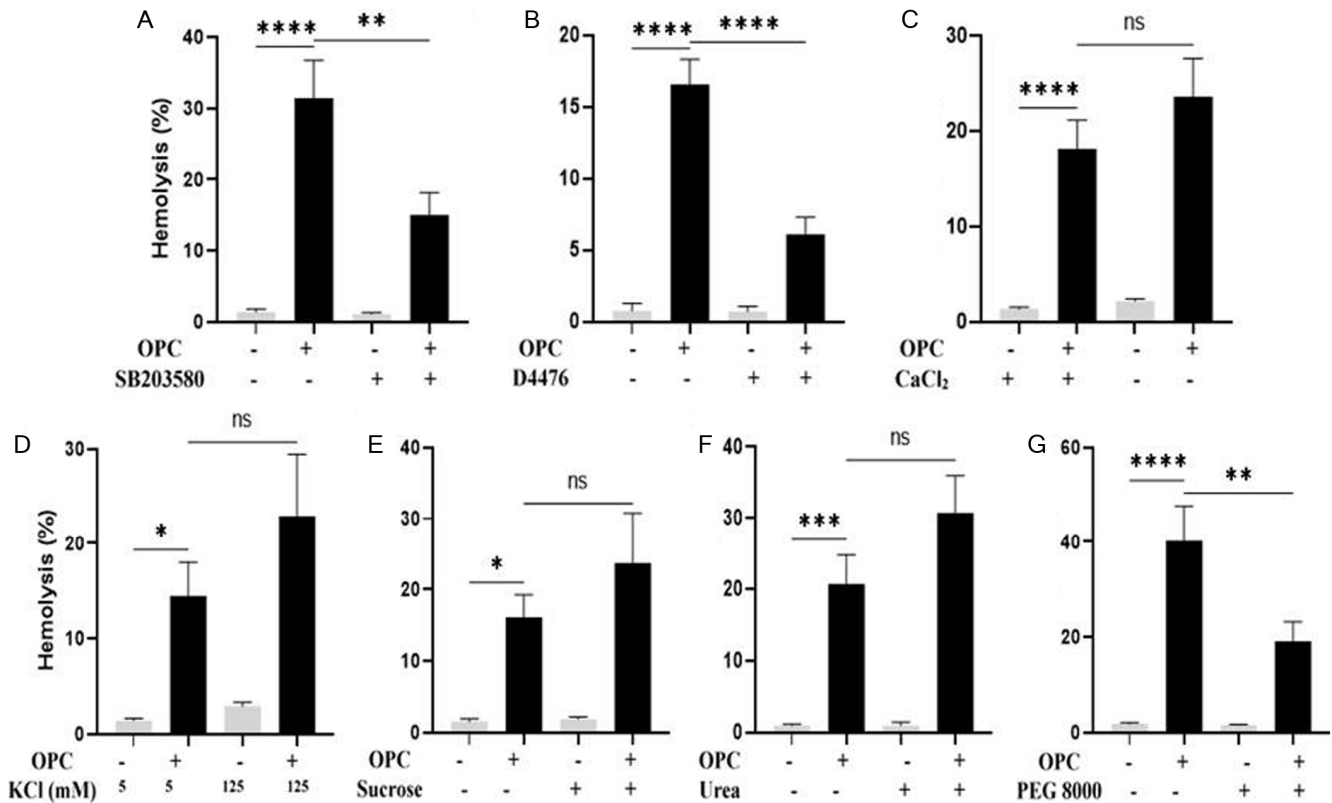 A
Hemolysis (%)
40
30
20
10
0
**** **
OPC - + - +
SB203580 - - + +
B
20
15
10
5
0
**** ****
OPC - + - +
D4476 - - + +
C
30
20
10
0
ns
****
OPC - + - +
CaCl₂ + + - -
D
Hemolysis (%)
30
20
10
0
ns
*
OPC - + - +
KCl (mM) 5 5 125 125
E
40
30
20
10
0
ns
*
OPC - + - +
Sucrose - - + +
F
40
30
20
10
0
ns
***
OPC - + - +
Urea - - + +
G
60
40
20
0
**** **
OPC - + - +
PEG 8000 - - + +